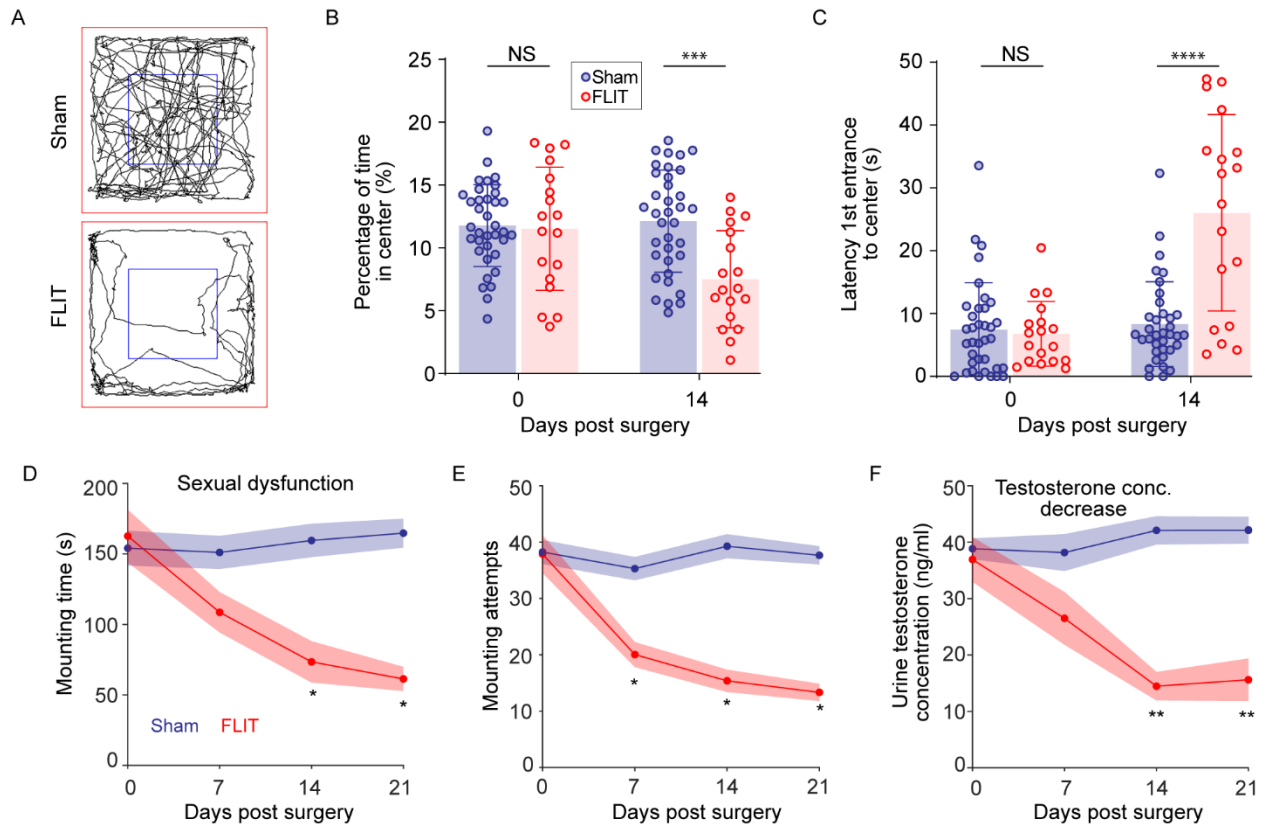 A
Sham
FLIT
B
Percentage of time
in center (%)
25
20
15
10
5
0
NS
***
Sham
FLIT
0
14
Days post surgery
C
Latency 1st entrance
to center (s)
50
40
30
20
10
0
NS
****
0
14
Days post surgery
D
Sexual dysfunction
Mounting time (s)
200
150
100
50
0
*
*
Sham
FLIT
0
7
14
21
Days post surgery
E
Mounting attempts
50
40
30
20
10
0
*
*
*
0
7
14
21
Days post surgery
F
Testosterone conc.
decrease
Urine testosterone
concentration (ng/ml)
50
40
30
20
10
0
**
**
0
7
14
21
Days post surgery